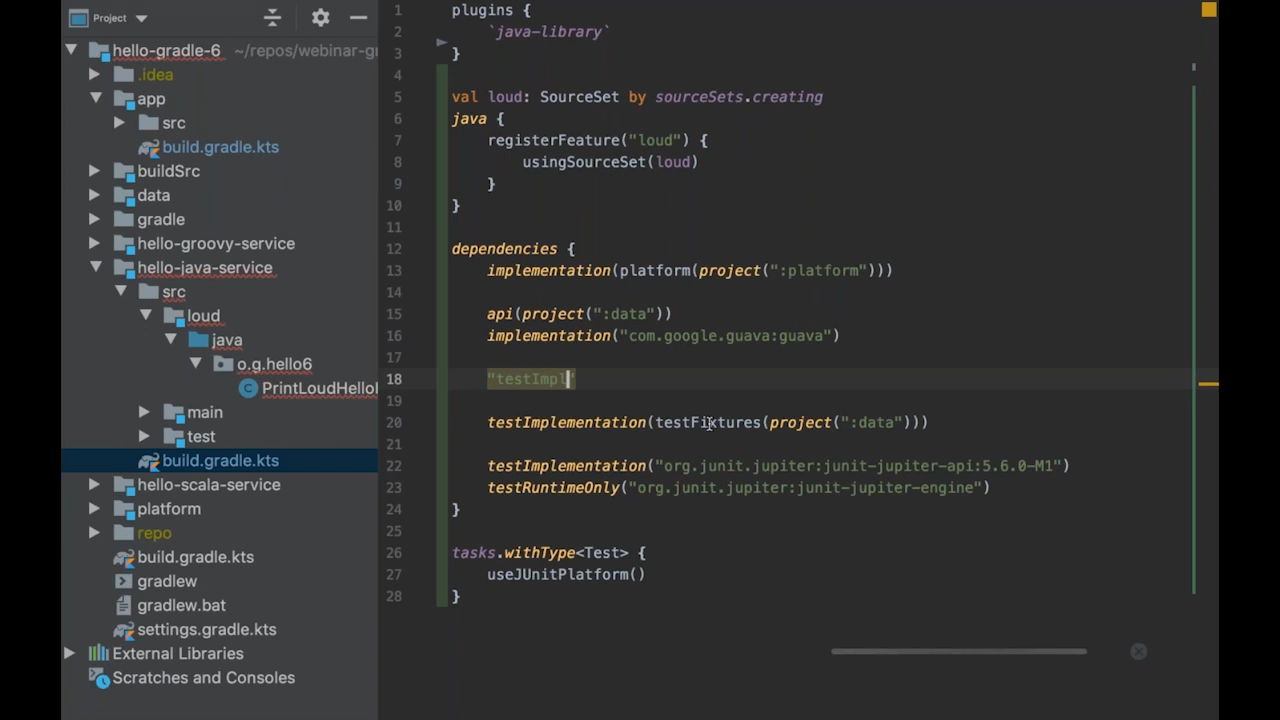 Project
hello-gradle-6 ~/repos/webinar-gr
.idea
app
src
build.gradle.kts
buildSrc
data
gradle
hello-groovy-service
hello-java-service
src
loud
java
o.g.hello6
PrintLoudHello
main
test
build.gradle.kts
hello-scala-service
platform
repo
build.gradle.kts
gradlew
gradlew.bat
settings.gradle.kts
External Libraries
Scratches and Consoles
1 plugins {
2 `java-library`
3 }
4
5 val loud: SourceSet by sourceSets.creating
6 java {
7 registerFeature("loud") {
8 usingSourceSet(loud)
9 }
10 }
11
12 dependencies {
13 implementation(platform(project(":platform")))
14
15 api(project(":data"))
16 implementation("com.google.guava:guava")
17
18 "testImpl"
19
20 testImplementation(testFixtures(project(":data")))
21
22 testImplementation("org.junit.jupiter:junit-jupiter-api:5.6.0-M1")
23 testRuntimeOnly("org.junit.jupiter:junit-jupiter-engine")
24 }
25
26 tasks.withType<Test> {
27 useJUnitPlatform()
28 }